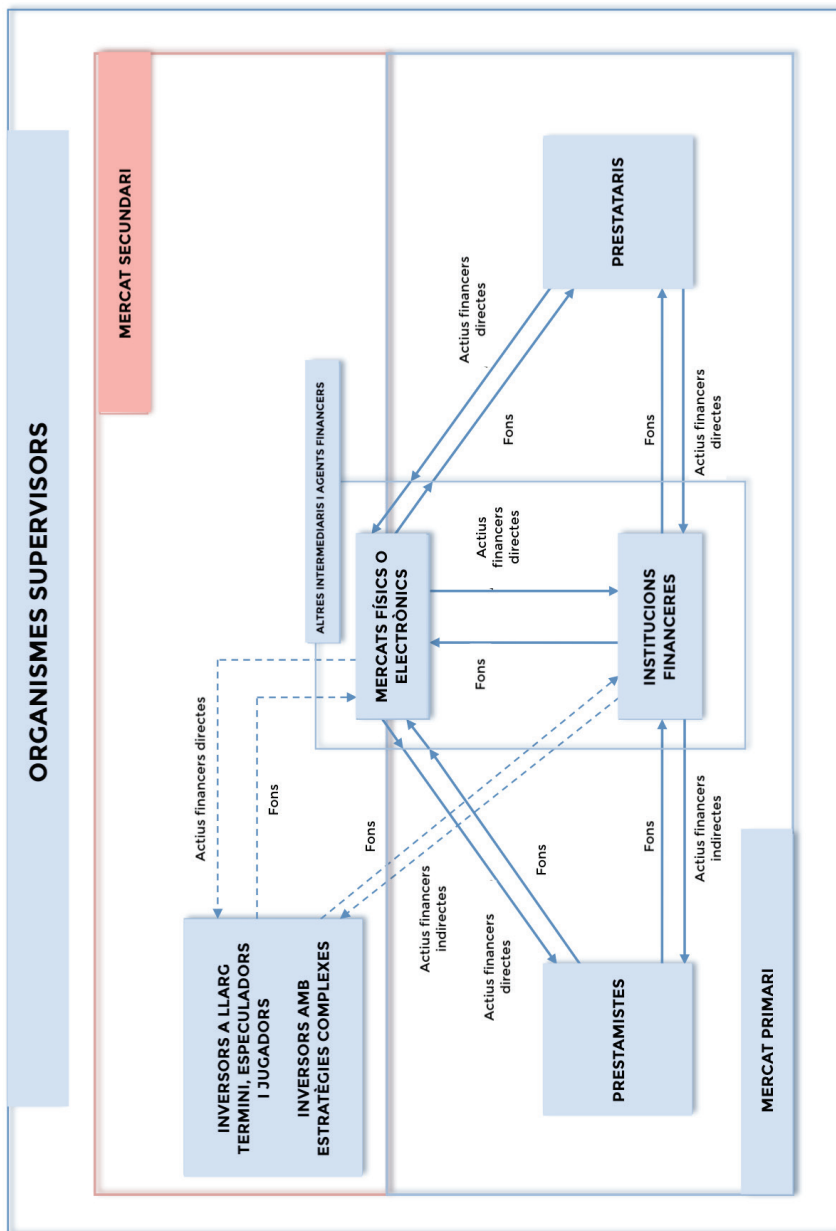 ORGANISMES SUPERVISORS
MERCAT SECUNDARI
INVERSORS A LLARG
TERMINI, ESPECULADORS
I JUGADORS
INVERSORS AMB
ESTRATÈGIES COMPLEXES
Actius financers directes
Fons
ALTRES INTERMEDIARIS I AGENTS FINANCERS
MERCATS FÍSICS O
ELECTRÒNICS
Fons
Actius financers
indirectes
Actius financers
directes
Fons
Fons
Actius
financers
directes
Actius financers
directes
Fons
PRESTAMISTES
Fons
Actius financers
indirectes
INSTITUCIONS
FINANCERES
Fons
Actius financers
directes
PRESTATARIS
MERCAT PRIMARI